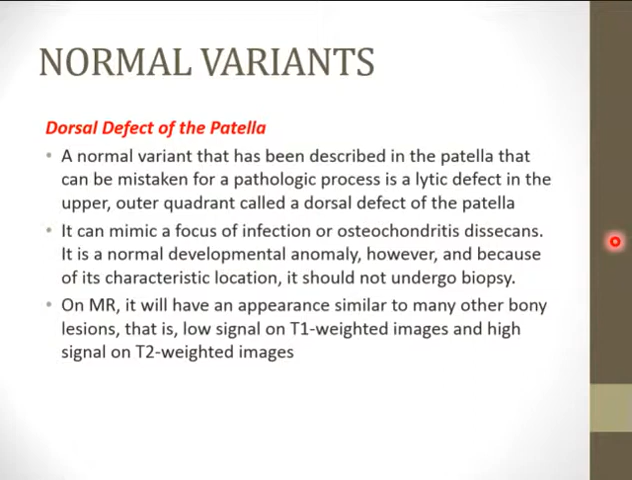 NORMAL VARIANTS
Dorsal Defect of the Patella
• A normal variant that has been described in the patella that
can be mistaken for a pathologic process is a lytic defect in the
upper, outer quadrant called a dorsal defect of the patella
• It can mimic a focus of infection or osteochondritis dissecans.
It is a normal developmental anomaly, however, and because
of its characteristic location, it should not undergo biopsy.
• On MR, it will have an appearance similar to many other bony
lesions, that is, low signal on T1-weighted images and high
signal on T2-weighted images